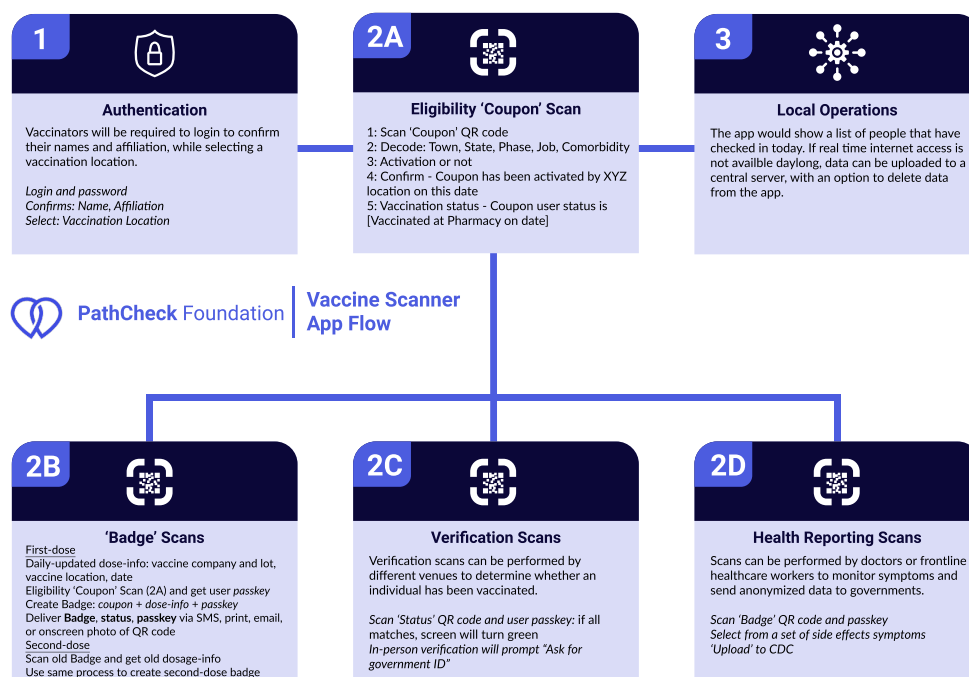 1
Authentication
Vaccinators will be required to login to confirm
their names and affiliation, while selecting a
vaccination location.
Login and password
Confirms: Name, Affiliation
Select: Vaccination Location
2A
Eligibility ‘Coupon’ Scan
1: Scan ‘Coupon’ QR code
2: Decode: Town, State, Phase, Job, Comorbidity
3: Activation or not
4: Confirm - Coupon has been activated by XYZ
location on this date
5: Vaccination status - Coupon user status is
[Vaccinated at Pharmacy on date]
3
Local Operations
The app would show a list of people that have
checked in today. If real time internet access is
not availble daylong, data can be uploaded to a
central server, with an option to delete data
from the app.
PathCheck Foundation
Vaccine Scanner
App Flow
2B
‘Badge’ Scans
First-dose
Daily-updated dose-info: vaccine company and lot,
vaccine location, date
Eligibility ‘Coupon’ Scan (2A) and get user passkey
Create Badge: coupon + dose-info + passkey
Deliver Badge, status, passkey via SMS, print, email,
or onscreen photo of QR code
Second-dose
Scan old Badge and get old dosage-info
Use same process to create second-dose badge
2C
Verification Scans
Verification scans can be performed by
different venues to determine whether an
individual has been vaccinated.
Scan ‘Status’ QR code and user passkey: if all
matches, screen will turn green
In-person verification will prompt “Ask for
government ID”
2D
Health Reporting Scans
Scans can be performed by doctors or frontline
healthcare workers to monitor symptoms and
send anonymized data to governments.
Scan ‘Badge’ QR code and passkey
Select from a set of side effects symptoms
‘Upload’ to CDC